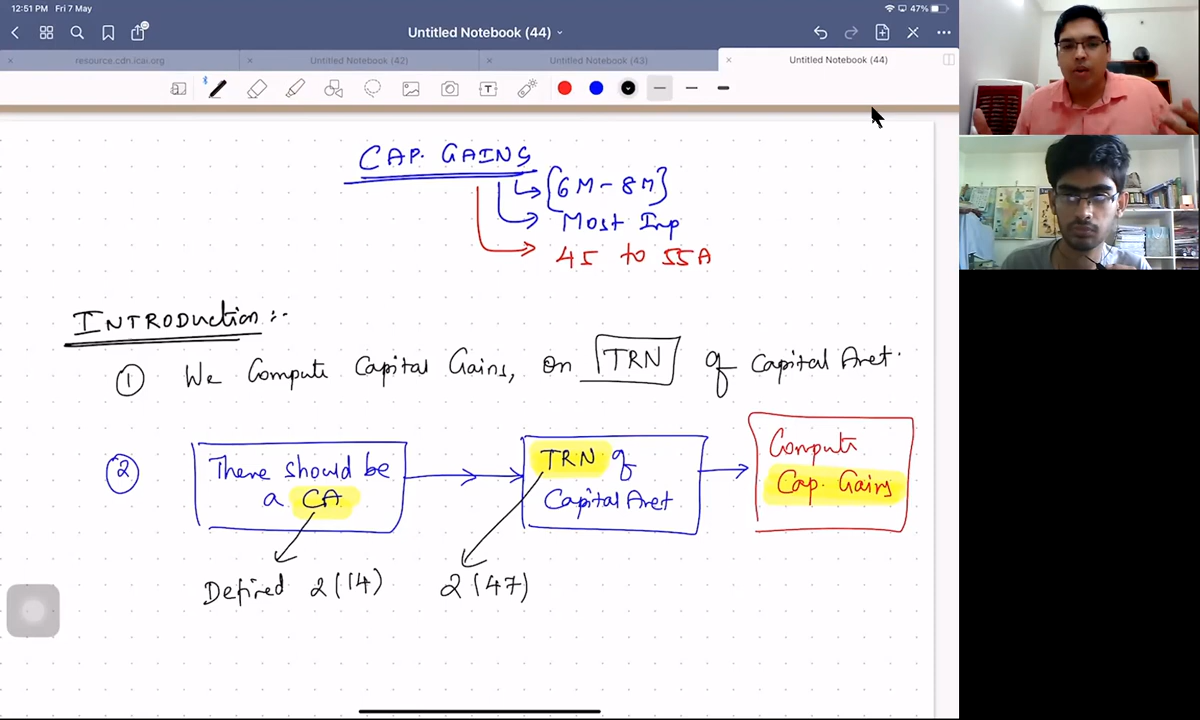 12:51 PM Fri 7 May
47%
Untitled Notebook (44)
resource.cdn.icai.org
Untitled Notebook (42)
Untitled Notebook (43)
Untitled Notebook (44)
CAP. GAINS
[6M - 8M]
Most Imp
45 to 55A
INTRODUCTION :-
① We Compute Capital Gains, on TRN of Capital Asset.
② There should be a CA
TRN of Capital Asset
Compute Cap. Gains
Defined 2(14)
2(47)